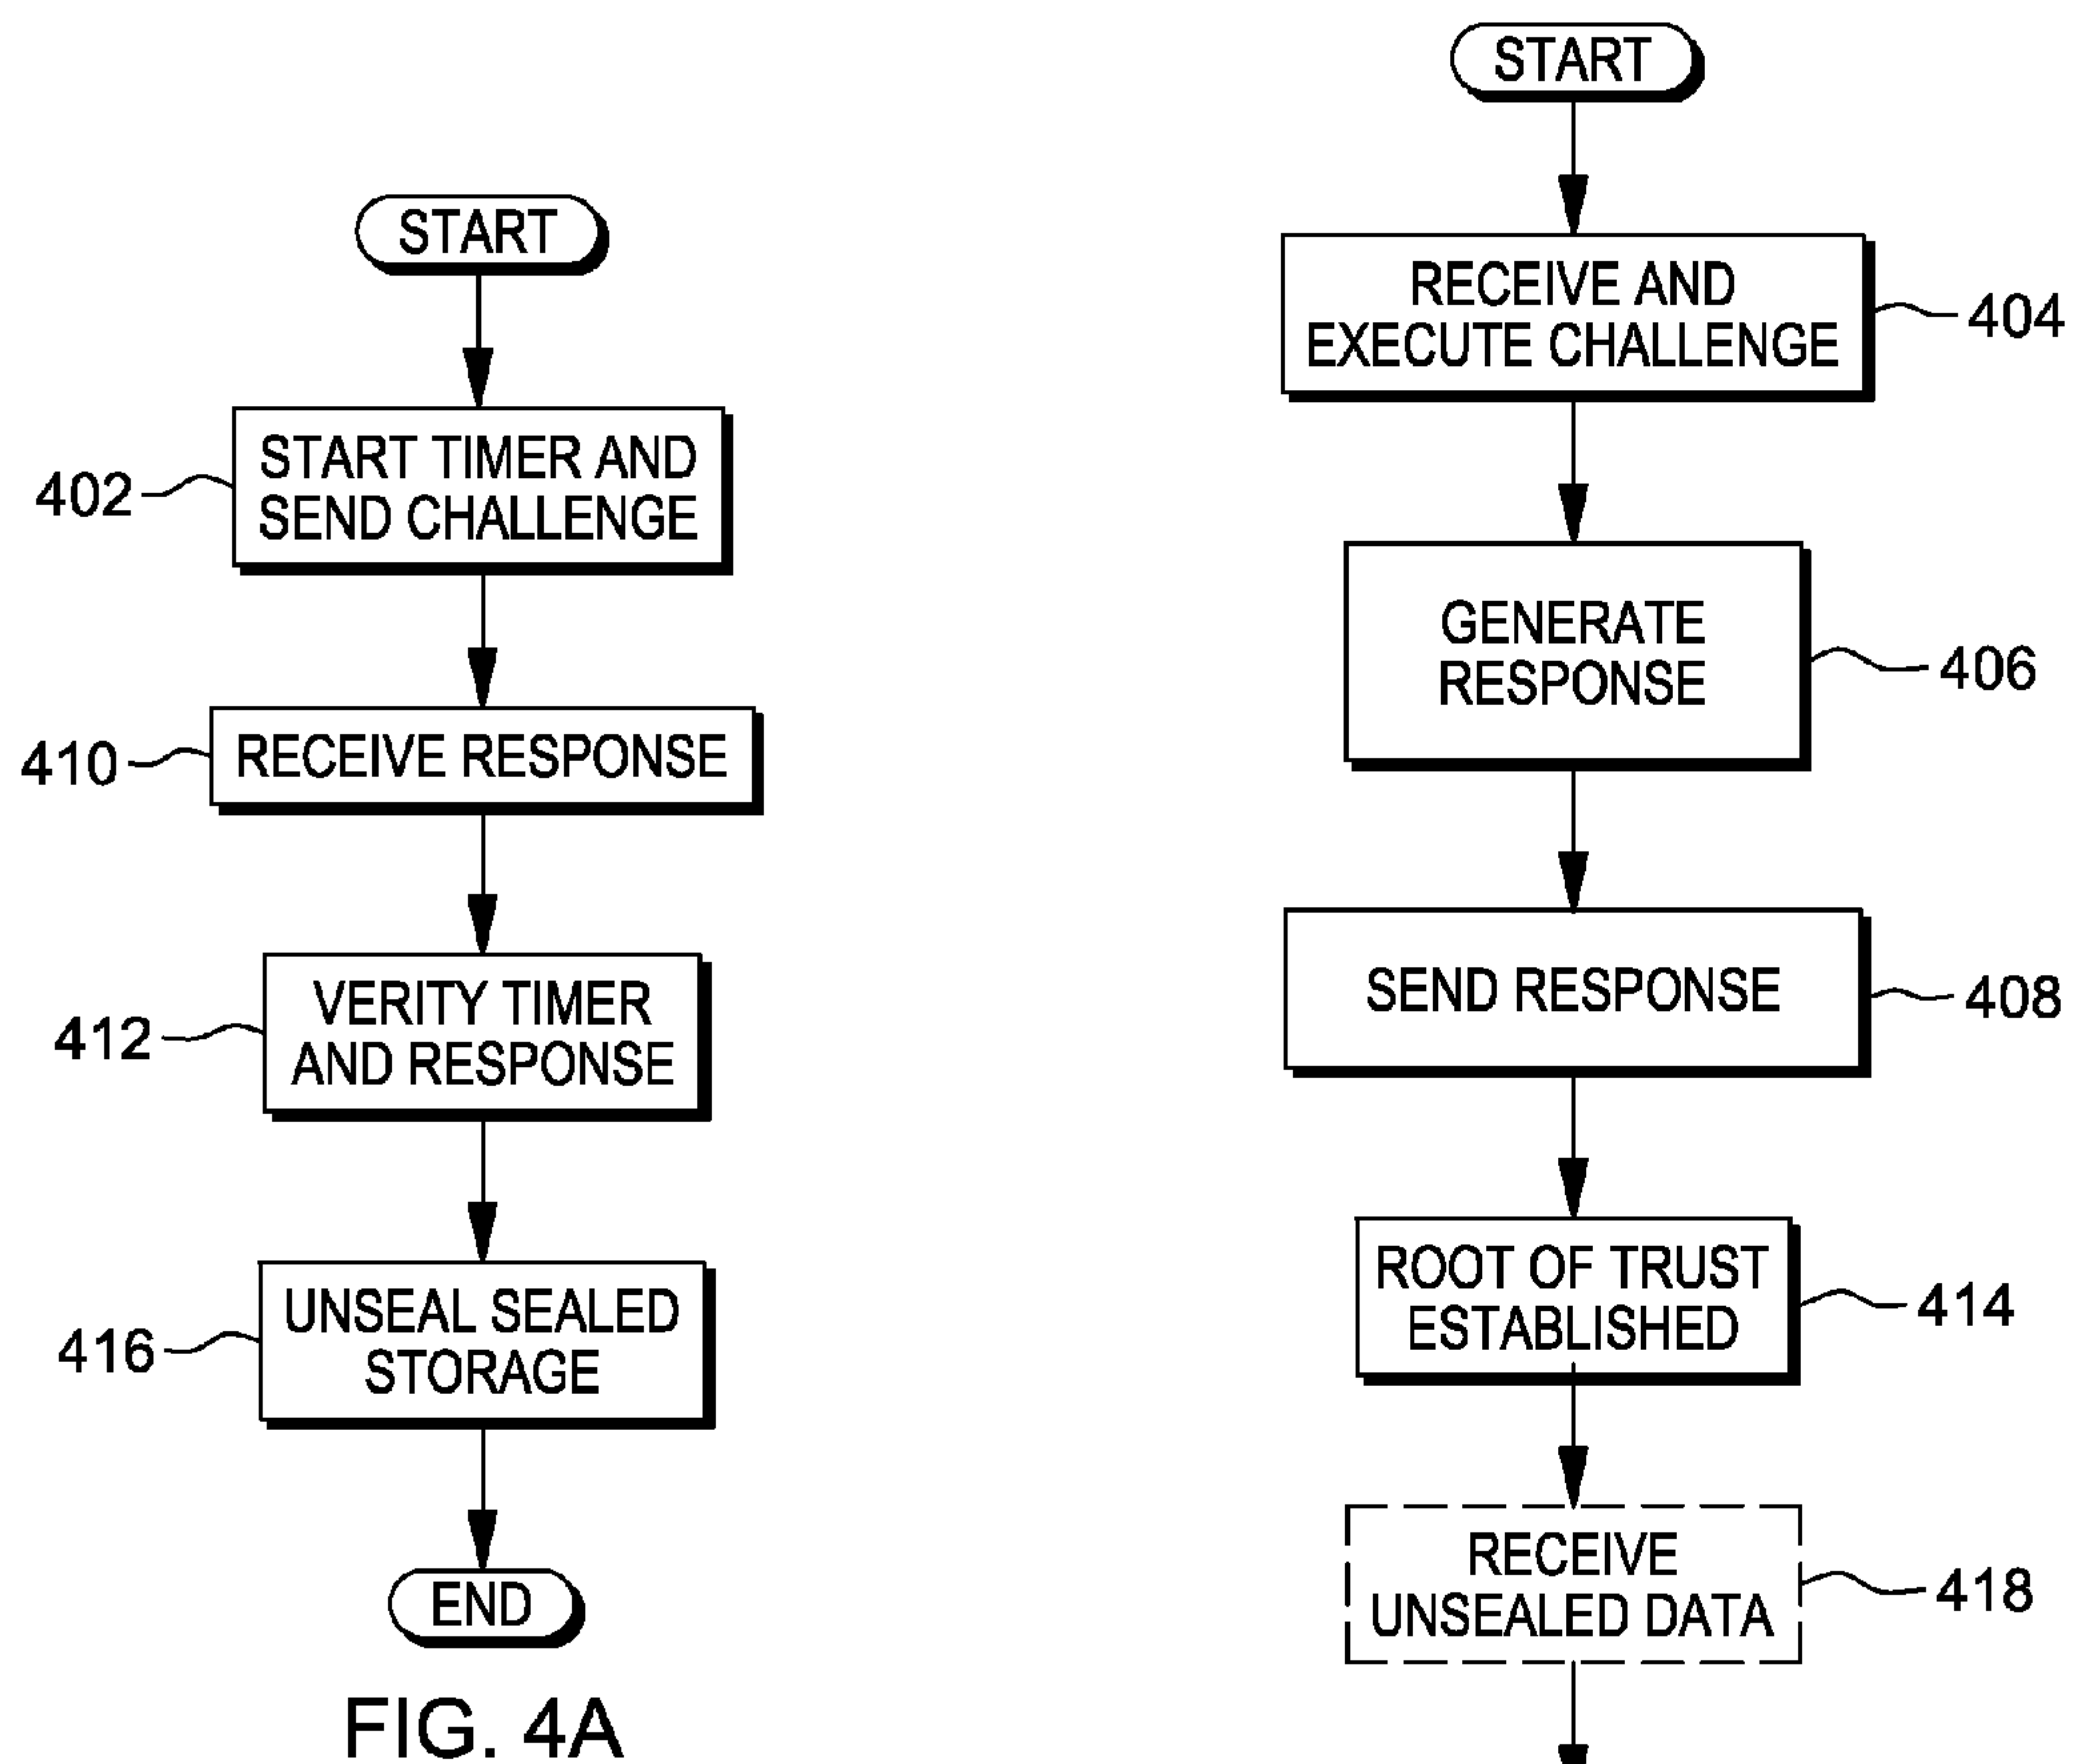 START
START TIMER AND
SEND CHALLENGE
402
RECEIVE RESPONSE
410
VERITY TIMER
AND RESPONSE
412
UNSEAL SEALED
STORAGE
416
END
FIG. 4A
START
RECEIVE AND
EXECUTE CHALLENGE
404
GENERATE
RESPONSE
406
SEND RESPONSE
408
ROOT OF TRUST
ESTABLISHED
414
RECEIVE
UNSEALED DATA
418